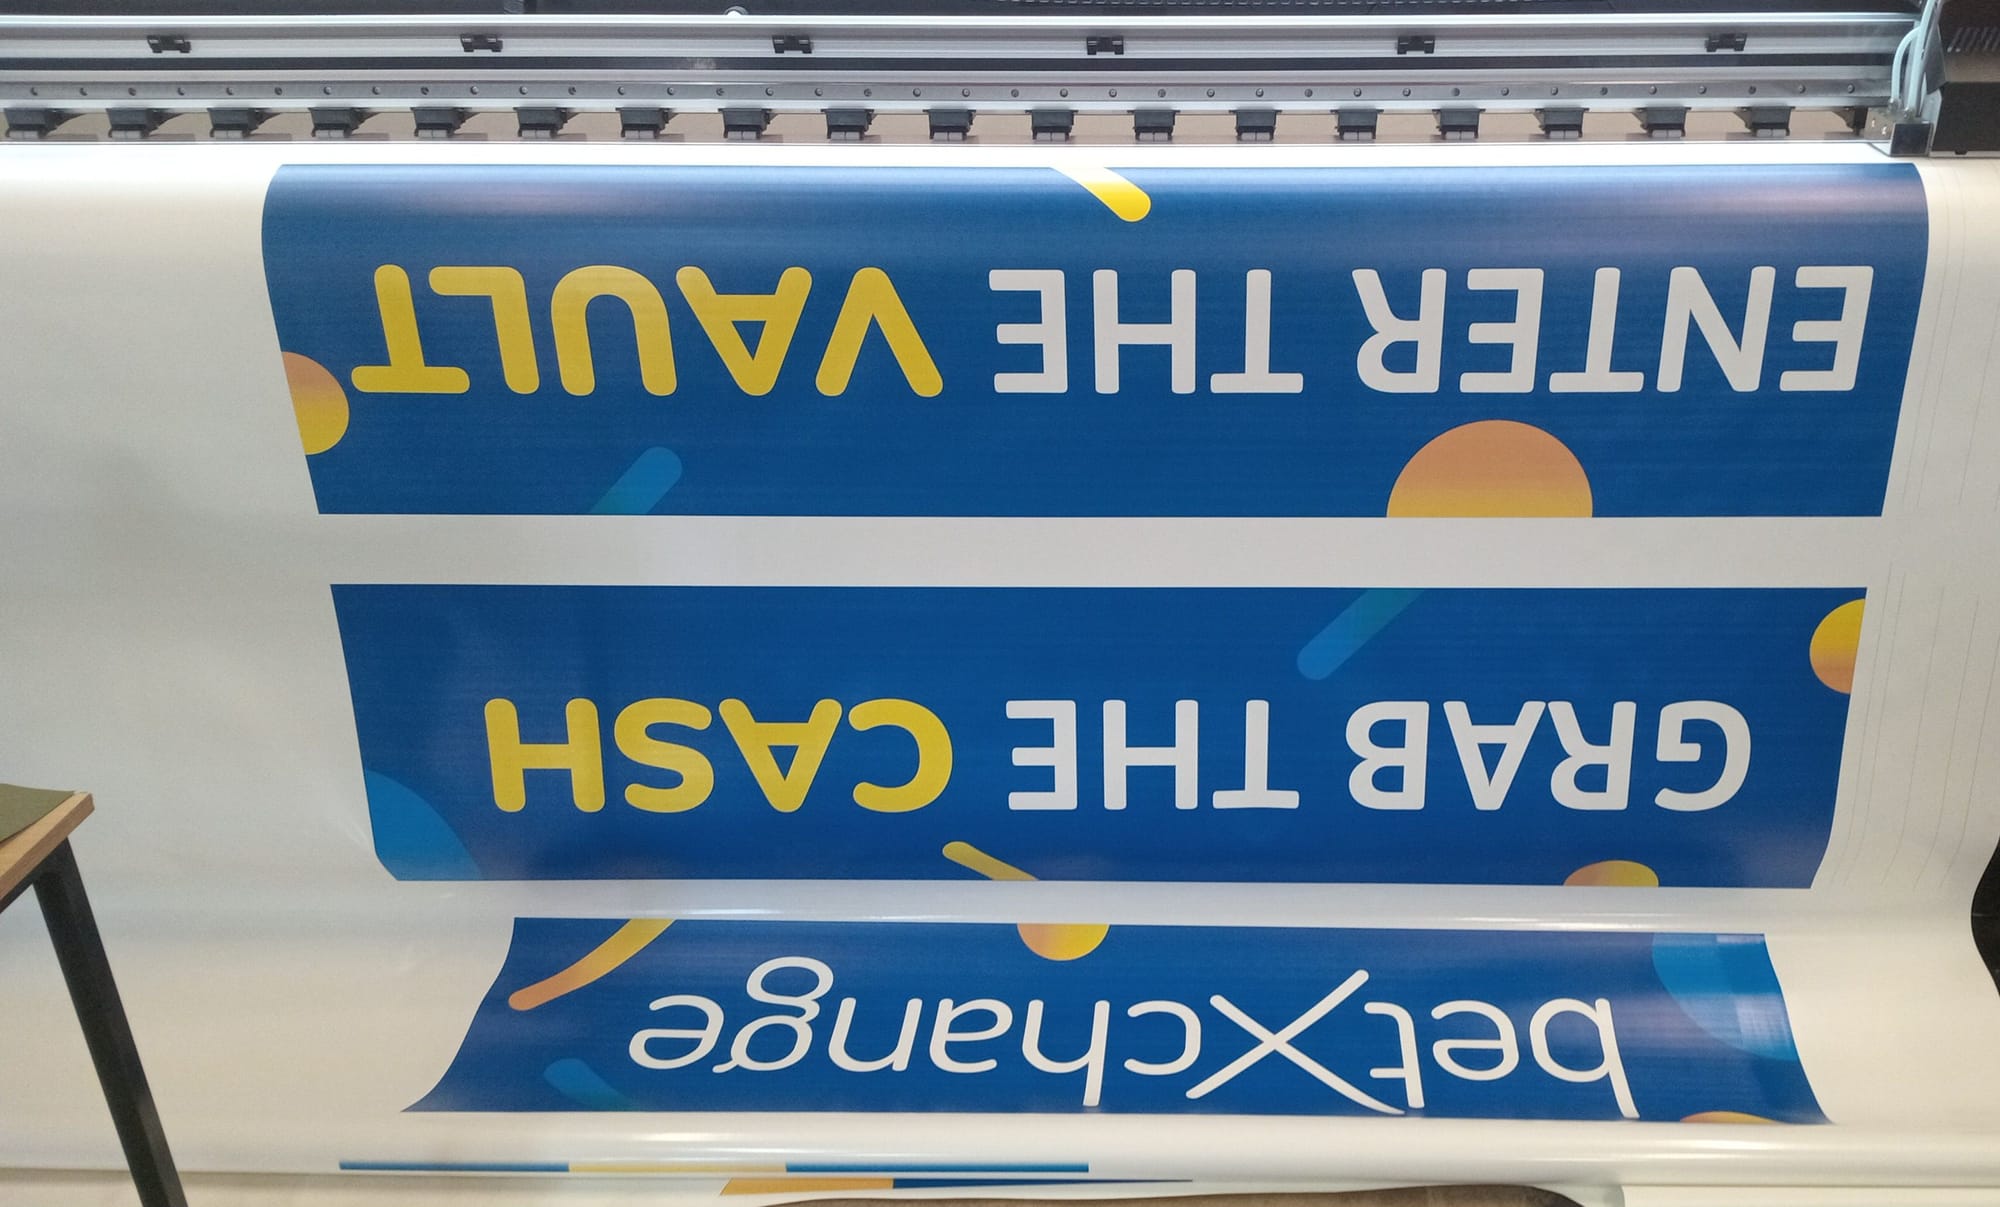 betXchange
GRAB THE CASH
ENTER THE VAULT